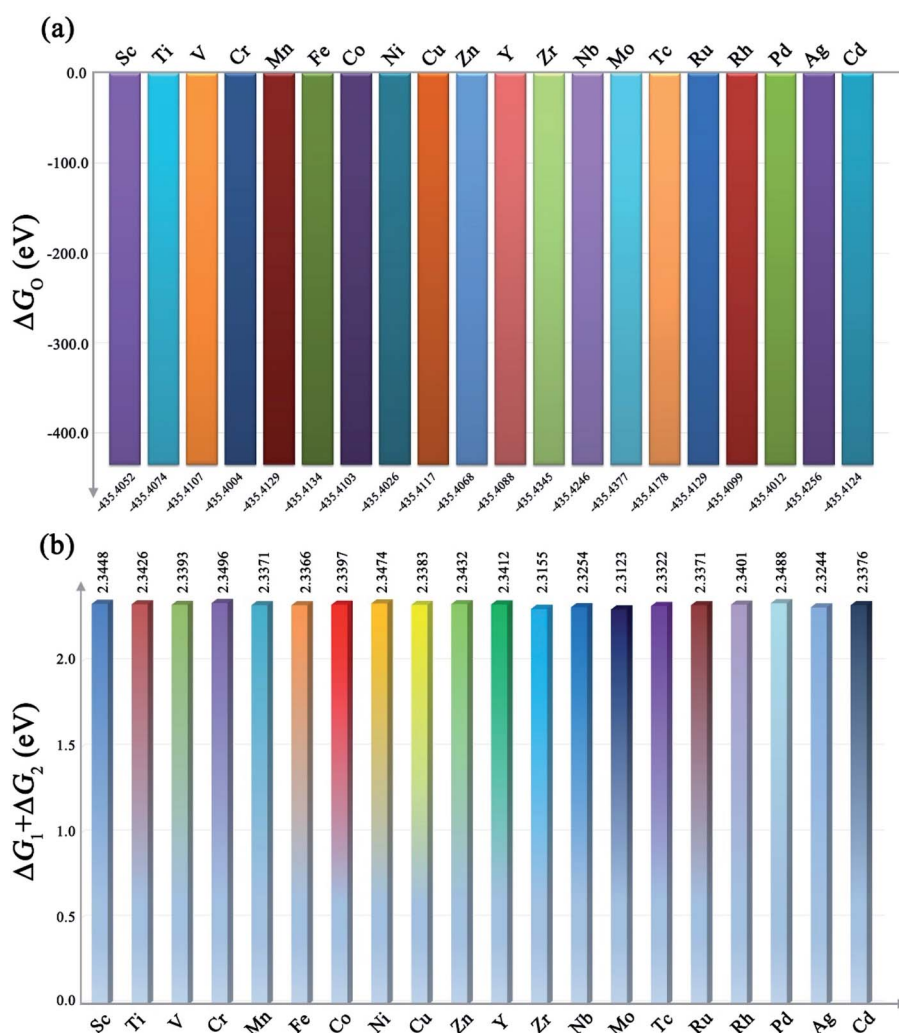 (a)
Sc Ti V Cr Mn Fe Co Ni Cu Zn Y Zr Nb Mo Tc Ru Rh Pd Ag Cd
0.0
-100.0
-200.0
-300.0
-400.0
ΔG_O (eV)
-435.4052 -435.4074 -435.4107 -435.4004 -435.4129 -435.4134 -435.4103 -435.4026 -435.4117 -435.4068 -435.4088 -435.4345 -435.4246 -435.4377 -435.4178 -435.4129 -435.4099 -435.4012 -435.4256 -435.4124
(b)
2.3448 2.3426 2.3393 2.3496 2.3371 2.3366 2.3397 2.3474 2.3383 2.3432 2.3412 2.3155 2.3254 2.3123 2.3222 2.3371 2.3401 2.3488 2.3244 2.3376
2.0
1.5
1.0
0.5
0.0
ΔG₁+ΔG₂ (eV)
Sc Ti V Cr Mn Fe Co Ni Cu Zn Y Zr Nb Mo Tc Ru Rh Pd Ag Cd